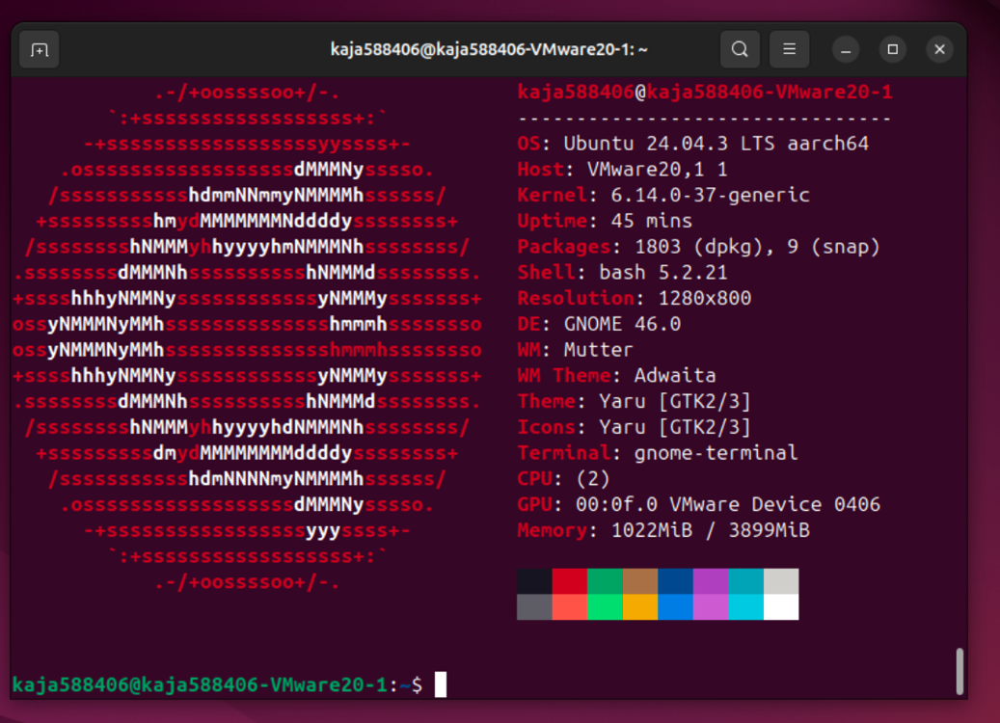 kaja588406@kaja588406-VMware20-1: ~
.-/+oossssoo+/-.
`:+ssssssssssssssssss+:`
-+ssssssssssssssssssyyssss+-
.ossssssssssssssssssdMMMNysssso.
/ssssssssssshdmmNNmmyNMMMMhssssss/
+ssssssssshmydMMMMMMMNddddyssssssss+
/sssssssshNMMMyhhyyyyhmNMMMNhssssssss/
.ssssssssdMMMNhsssssssssshNMMMdssssssss.
+sssshhhyNMMNyssssssssssssyNMMMysssssss+
ossyNMMMNyMMhsssssssssssssshmmmhssssssso
ossyNMMMNyMMhsssssssssssssshmmmhssssssso
+sssshhhyNMMNyssssssssssssyNMMMysssssss+
.ssssssssdMMMNhsssssssssshNMMMdssssssss.
/sssssssshNMMMyhhyyyyhdNMMMNhssssssss/
+sssssssssdmydMMMMMMMMddddyssssssss+
/ssssssssssshdmNNNNmyNMMMMhssssss/
.ossssssssssssssssssdMMMNysssso.
-+sssssssssssssssssyyyssss+-
`:+ssssssssssssssssss+:`
.-/+oossssoo+/-.
kaja588406@kaja588406-VMware20-1
--------------------------------
OS: Ubuntu 24.04.3 LTS aarch64
Host: VMware20,1 1
Kernel: 6.14.0-37-generic
Uptime: 45 mins
Packages: 1803 (dpkg), 9 (snap)
Shell: bash 5.2.21
Resolution: 1280x800
DE: GNOME 46.0
WM: Mutter
WM Theme: Adwaita
Theme: Yaru [GTK2/3]
Icons: Yaru [GTK2/3]
Terminal: gnome-terminal
CPU: (2)
GPU: 00:0f.0 VMware Device 0406
Memory: 1022MiB / 3899MiB
kaja588406@kaja588406-VMware20-1:~$